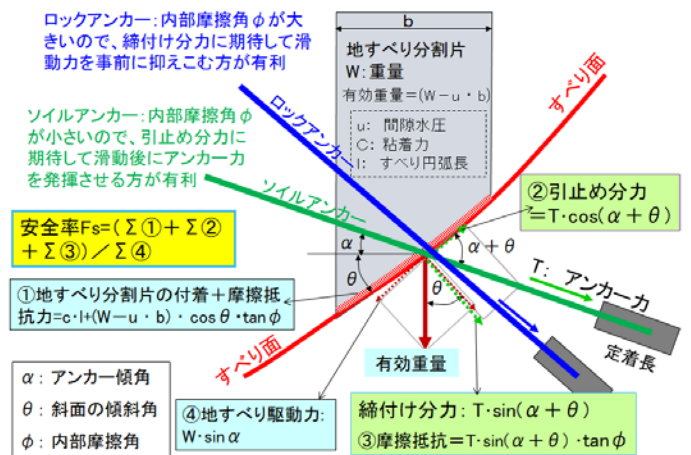 ロックアンカー：内部摩擦角φが大
きいので、締付け分力に期待して滑
動力を事前に抑えこむ方が有利
b
地すべり分割片
W：重量
有効重量＝(W－u・b)
u： 間隙水圧
C： 粘着力
l： すべり円弧長
すべり面
ロックアンカー
ソイルアンカー：内部摩擦角φ
が小さいので、引止め分力に
期待して滑動後にアンカー力
を発揮させる方が有利
ソイルアンカー
②引止め分力
＝T・cos(α＋θ)
安全率Fs＝(Σ①＋Σ②
＋Σ③)／Σ④
α
θ
α＋θ
θ
T： アンカー力
定着長
①地すべり分割片の付着＋摩擦抵
抗力＝c・l＋(W－u・b)・cosθ・tanφ
すべり面
有効重量
α： アンカー傾角
θ： 斜面の傾斜角
φ： 内部摩擦角
④地すべり駆動力：
W・sinα
締付け分力：T・sin(α＋θ)
③摩擦抵抗＝T・sin(α＋θ)・tanφ